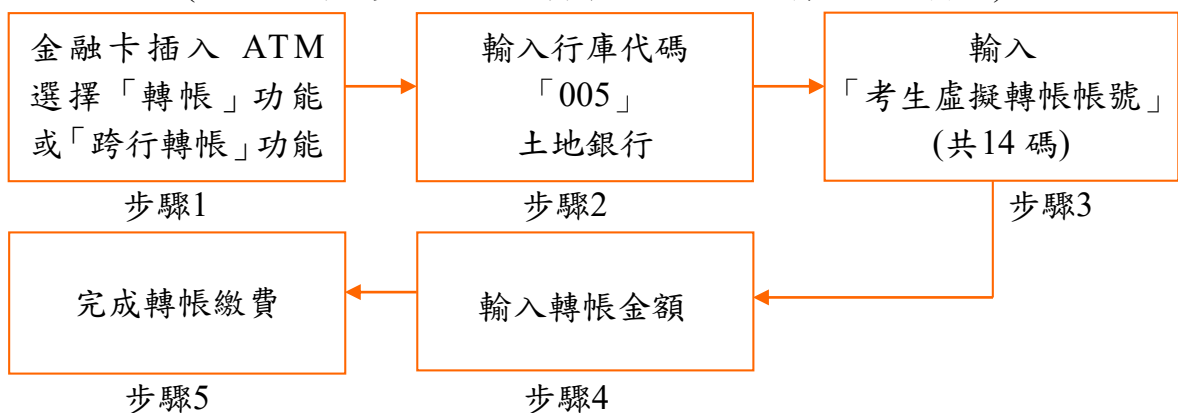 金融卡插入 ATM
選擇「轉帳」功能
或「跨行轉帳」功能
步驟1
輸入行庫代碼
「005」
土地銀行
步驟2
輸入
「考生虛擬轉帳帳號」
(共14 碼)
步驟3
輸入轉帳金額
步驟4
完成轉帳繳費
步驟5